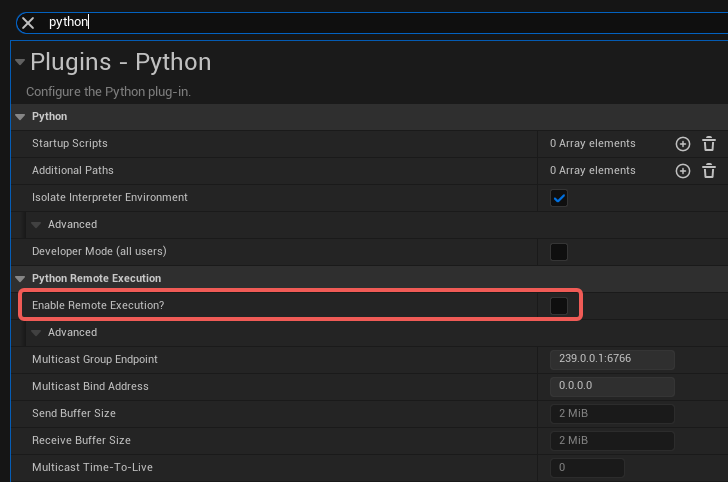 python
Plugins - Python
Configure the Python plug-in.
Python
Startup Scripts 0 Array elements
Additional Paths 0 Array elements
Isolate Interpreter Environment
Advanced
Developer Mode (all users)
Python Remote Execution
Enable Remote Execution?
Advanced
Multicast Group Endpoint 239.0.0.1:6766
Multicast Bind Address 0.0.0.0
Send Buffer Size 2 MiB
Receive Buffer Size 2 MiB
Multicast Time-To-Live 0